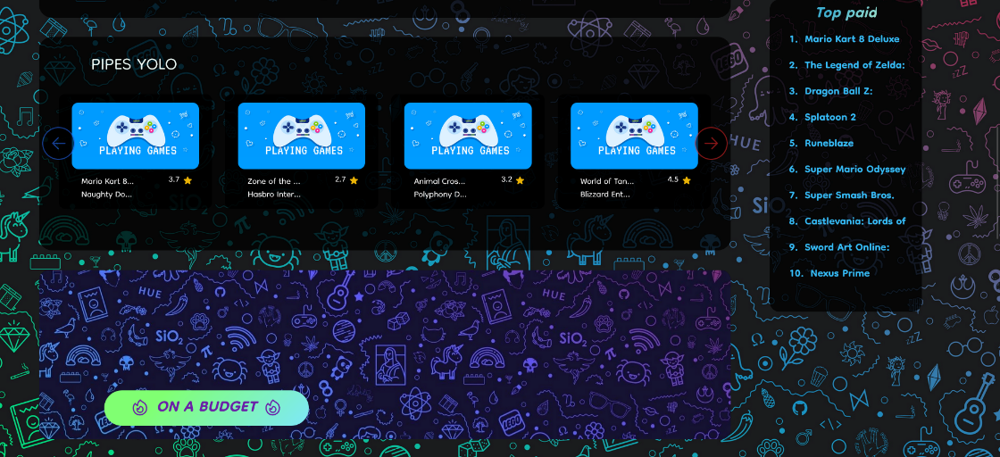 PIPES YOLO
PLAYING GAMES
Mario Kart 8... 3.7
Naughty Do...
PLAYING GAMES
Zone of the ... 2.7
Hasbro Inter...
PLAYING GAMES
Animal Cros... 3.2
Polyphony D...
PLAYING GAMES
World of Tan... 4.5
Blizzard Ent...
Top paid
1. Mario Kart 8 Deluxe
2. The Legend of Zelda:
3. Dragon Ball Z:
4. Splatoon 2
5. Runeblaze
6. Super Mario Odyssey
7. Super Smash Bros.
8. Castlevania: Lords of
9. Sword Art Online:
10. Nexus Prime
HUE
HUE
SiO₂
SiO₂
ON A BUDGET